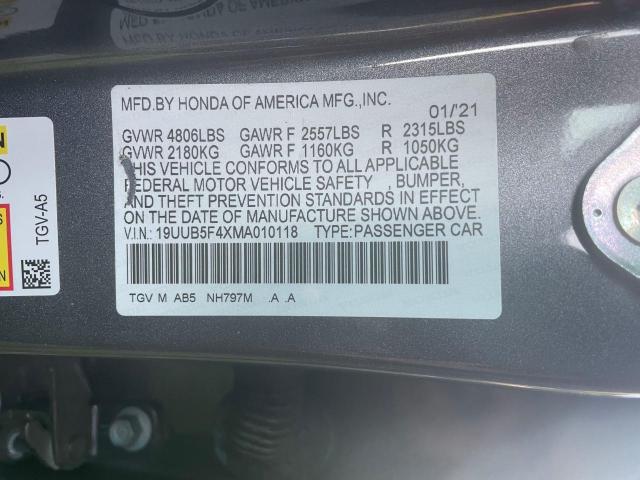 MFD.BY HONDA OF AMERICA MFG.,INC. 01/'21
GVWR 4806LBS GAWR F 2557LBS R 2315LBS
GVWR 2180KG GAWR F 1160KG R 1050KG
THIS VEHICLE CONFORMS TO ALL APPLICABLE
FEDERAL MOTOR VEHICLE SAFETY , BUMPER,
AND THEFT PREVENTION STANDARDS IN EFFECT
ON THE DATE OF MANUFACTURE SHOWN ABOVE.
V.I.N: 19UUB5F4XMA010118 TYPE:PASSENGER CAR
TGV M AB5 NH797M .A .A
TGV-A5